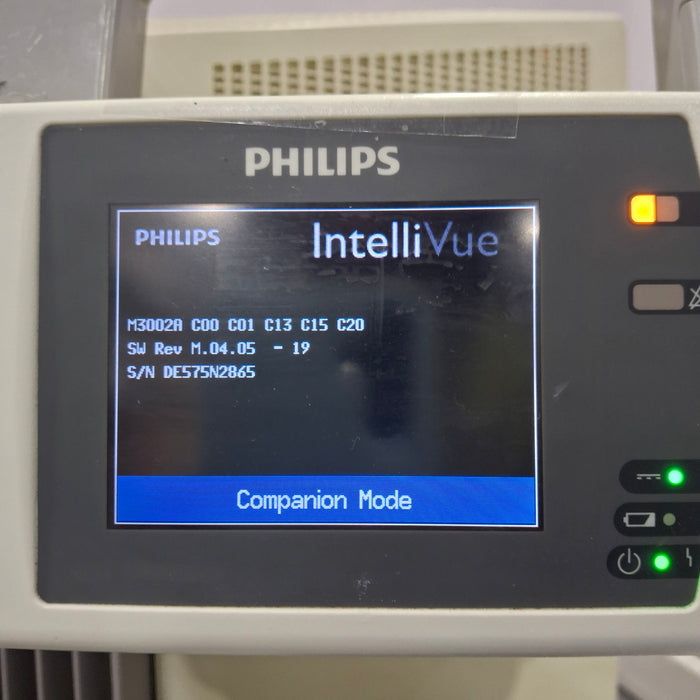 PHILIPS
PHILIPS IntelliVue
M3002A C00 C01 C13 C15 C20
SW Rev M.04.05 - 19
S/N DE575N2865
Companion Mode